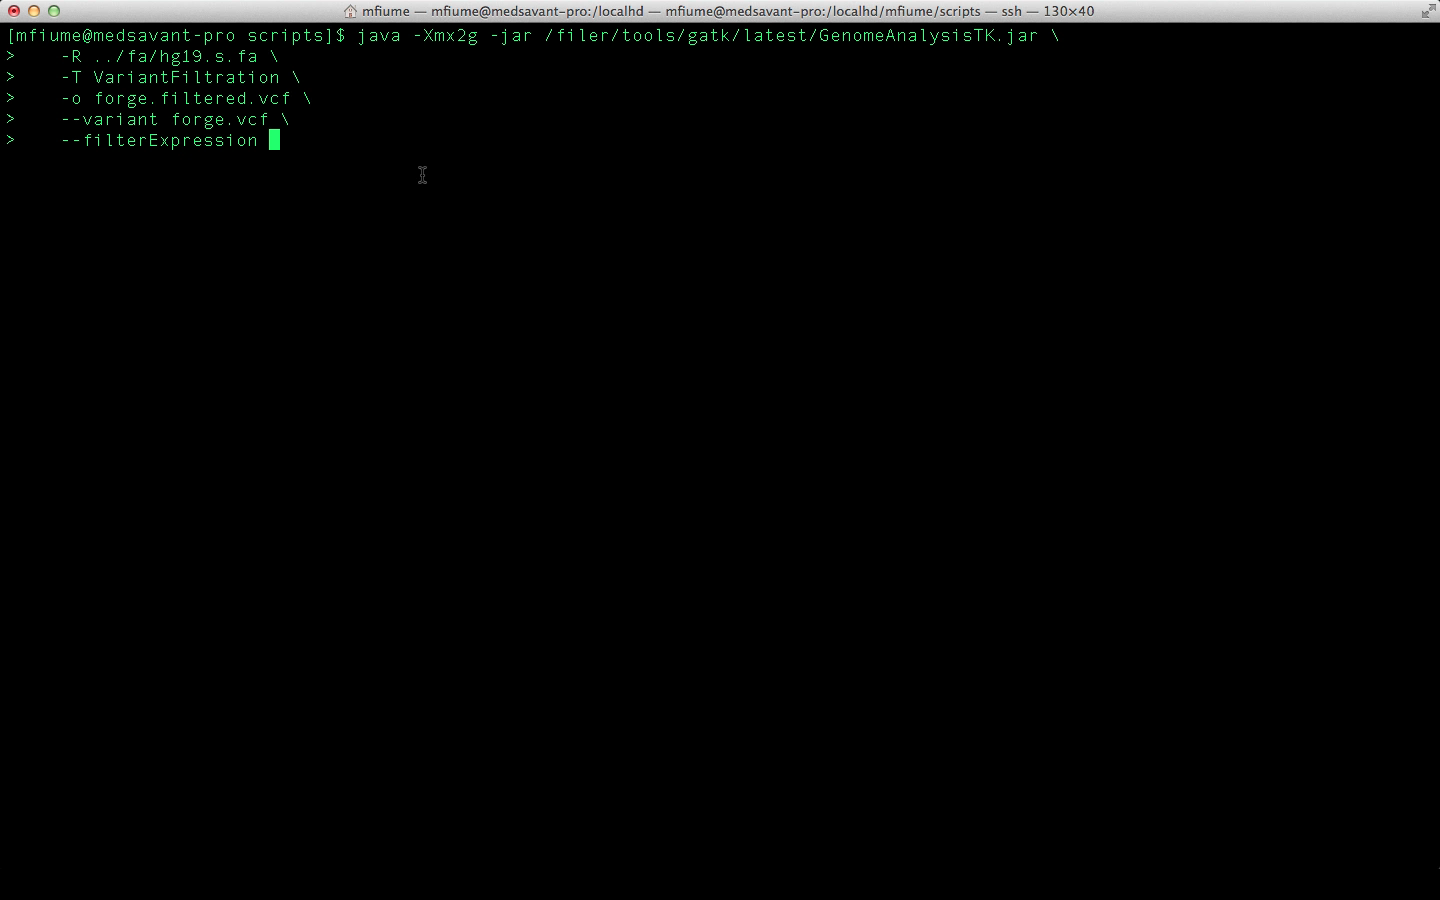 mfiume — mfiume@medsavant-pro:/localhd — mfiume@medsavant-pro:/localhd/mfiume/scripts — ssh — 130×40
[mfiume@medsavant-pro scripts]$ java -Xmx2g -jar /filer/tools/gatk/latest/GenomeAnalysisTK.jar \
>    -R ../fa/hg19.s.fa \
>    -T VariantFiltration \
>    -o forge.filtered.vcf \
>    --variant forge.vcf \
>    --filterExpression